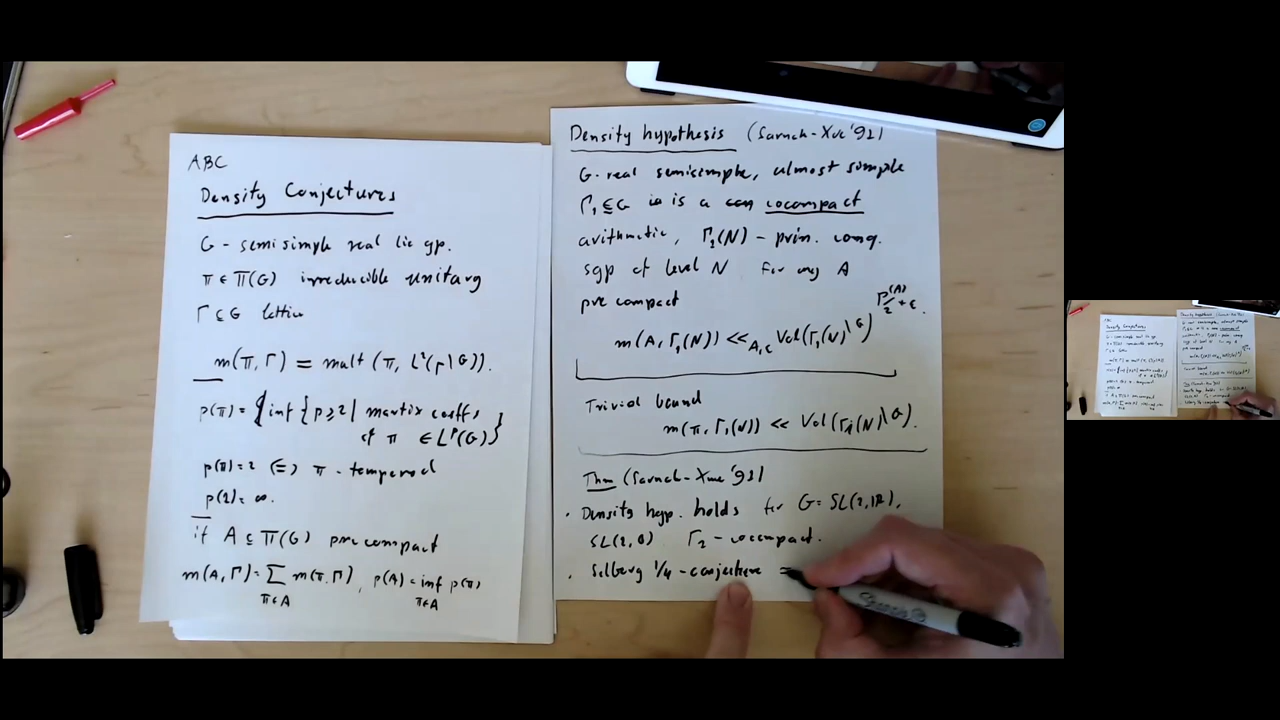 ABC
Density Conjectures
G - semisimple real lie gp.
π ∈ Π(G) irreducible unitary
Γ ⊆ G lattice
m(π, Γ) = mult (π, L²(Γ\G)).
p(π) = {inf {p ≥ 2 | martix coeffs
of π ∈ Lᵖ(G)}
p(π) = 2 ⇔ π - tempered
p(1) = ∞.
if A ⊆ Π(G) precompact
m(A, Γ) = ∑_{π∈A} m(π, Γ), p(A) = inf_{π∈A} p(π)
Density hypothesis (Sarnak-Xue '91)
G - real semisimple, almost simple
Γ₁ ⊆ G is a cocompact
arithmetic, Γ₁(N) - prin. cong.
sgp of level N for any A
precompact
m(A, Γ₁(N)) <<_{A,ε} Vol(Γ₁(N)\G)^{2/p(A) + ε}.
Trivial bound
m(π, Γ₁(N)) << Vol(Γ₁(N)\G).
Thm (Sarnak-Xue '91)
· Density hyp. holds for G = SL(2,ℝ),
SL(2,ℂ) Γ₁ - cocompact.
· Selberg 1/4 - conjecture =